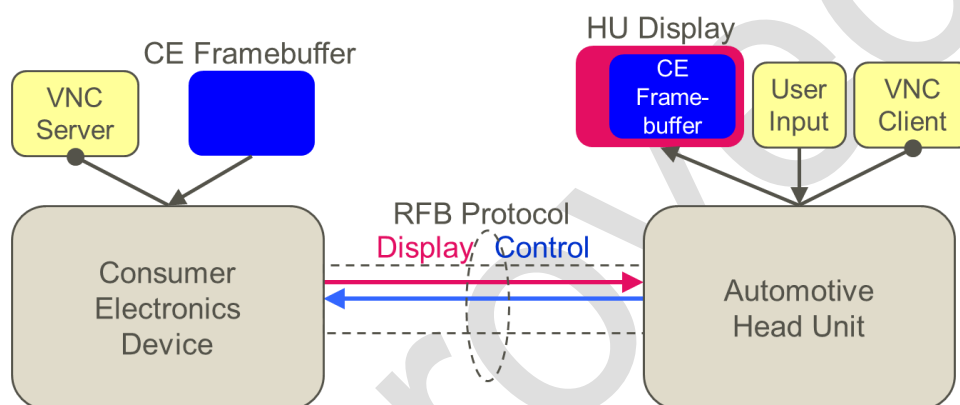 HU Display
CE Framebuffer
VNC
Server
CE
Frame-
buffer
User
Input
VNC
Client
RFB Protocol
Display Control
Consumer
Electronics
Device
Automotive
Head Unit